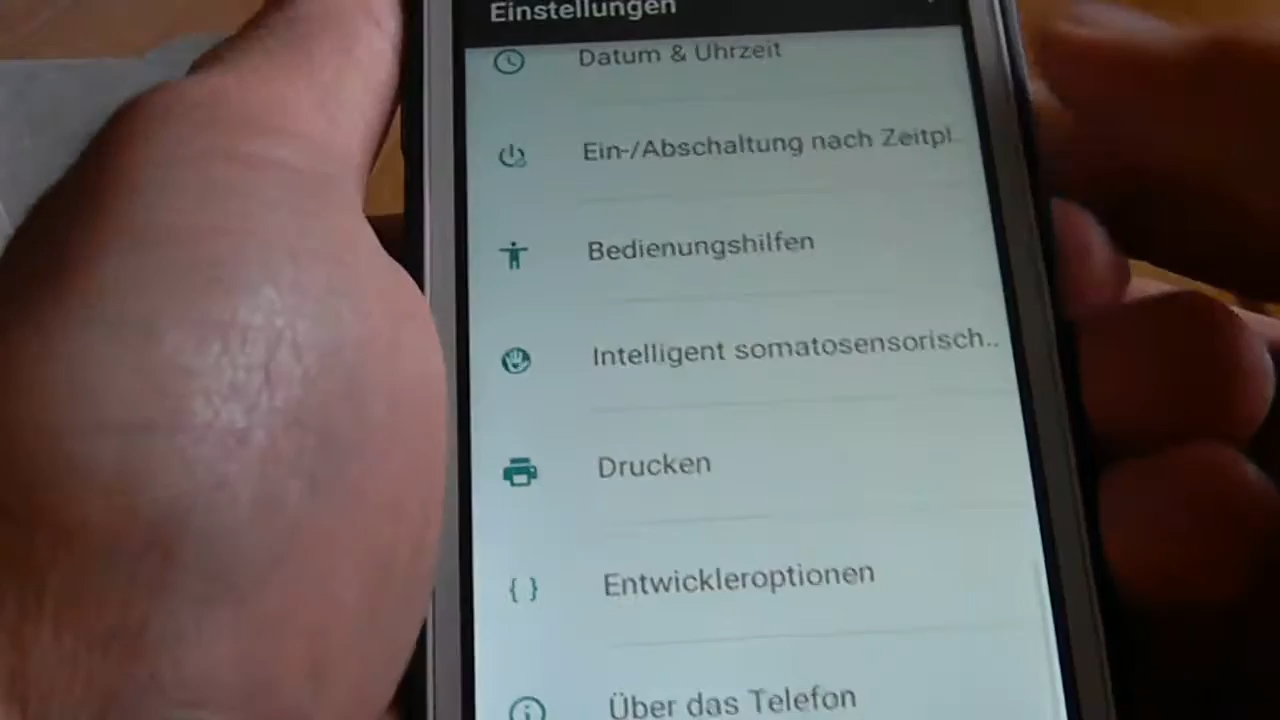 Einstellungen
Datum & Uhrzeit
Ein-/Abschaltung nach Zeitpl..
Bedienungshilfen
Intelligent somatosensorisch..
Drucken
{ } Entwickleroptionen
Über das Telefon